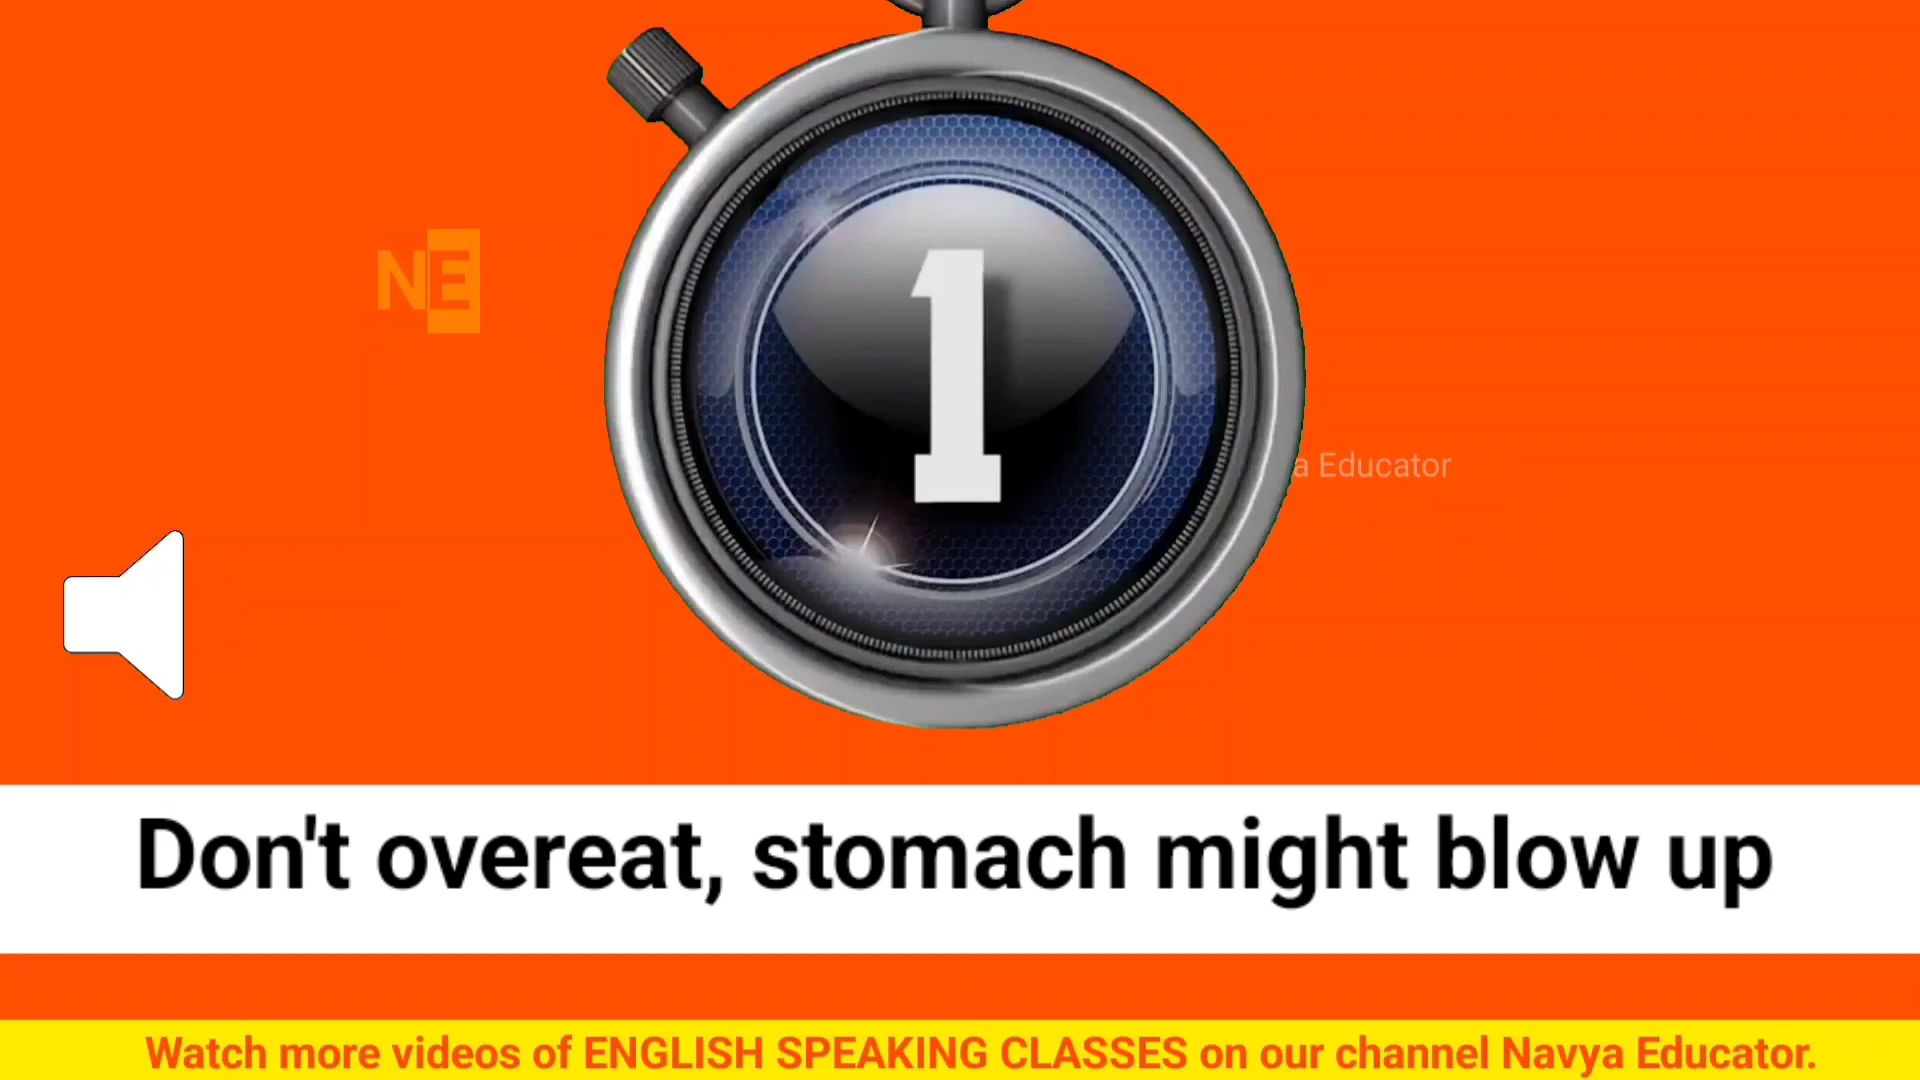 1
NE
a Educator
Don't overeat, stomach might blow up
Watch more videos of ENGLISH SPEAKING CLASSES on our channel Navya Educator.